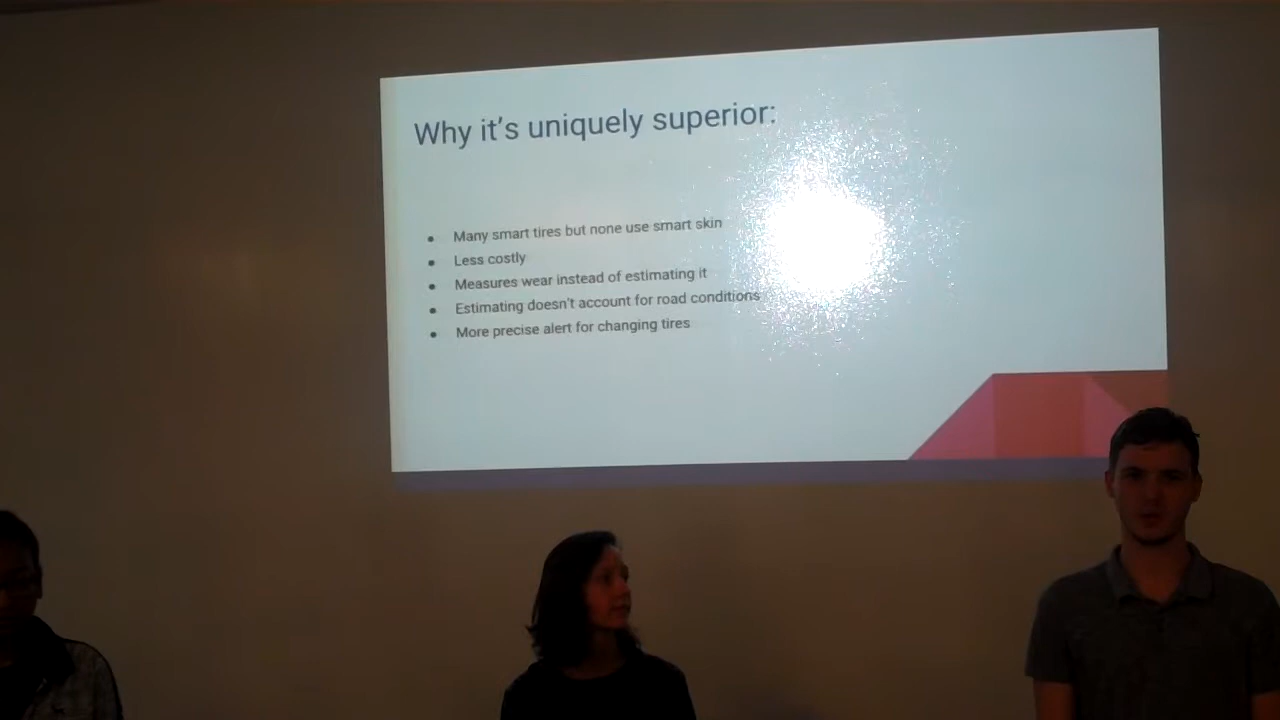 Why it's uniquely superior:
Many smart tires but none use smart skin
Less costly
Measures wear instead of estimating it
Estimating doesn't account for road conditions
More precise alert for changing tires